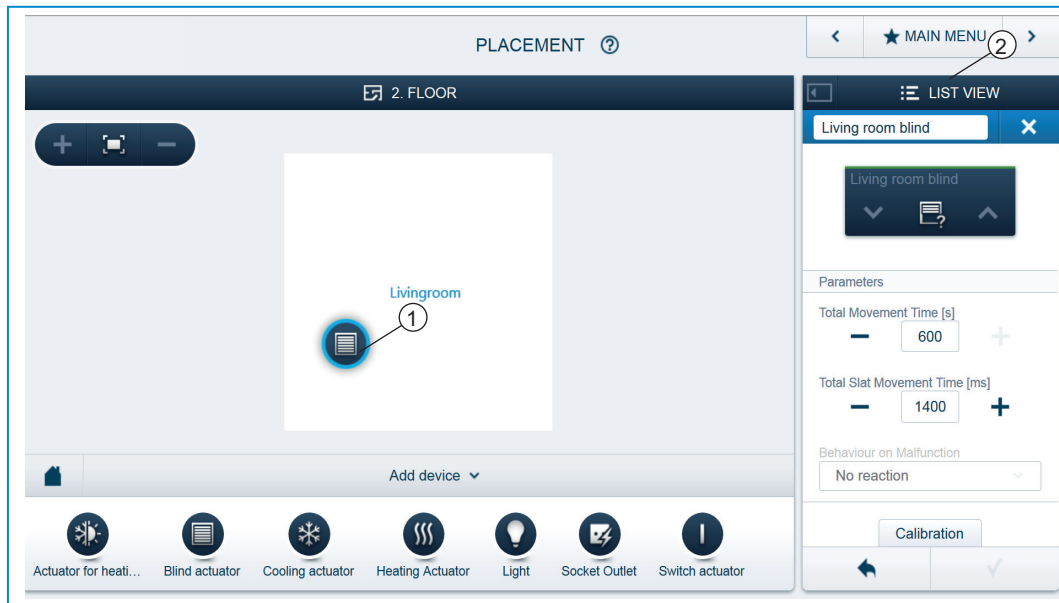 PLACEMENT ?
MAIN MENU
2
2. FLOOR
LIST VIEW
Living room blind
Living room blind
?
Livingroom
1
Parameters
Total Movement Time [s]
600
Total Slat Movement Time [ms]
1400
Behaviour on Malfunction
No reaction
Add device
Calibration
Actuator for heati...
Blind actuator
Cooling actuator
Heating Actuator
Light
Socket Outlet
Switch actuator